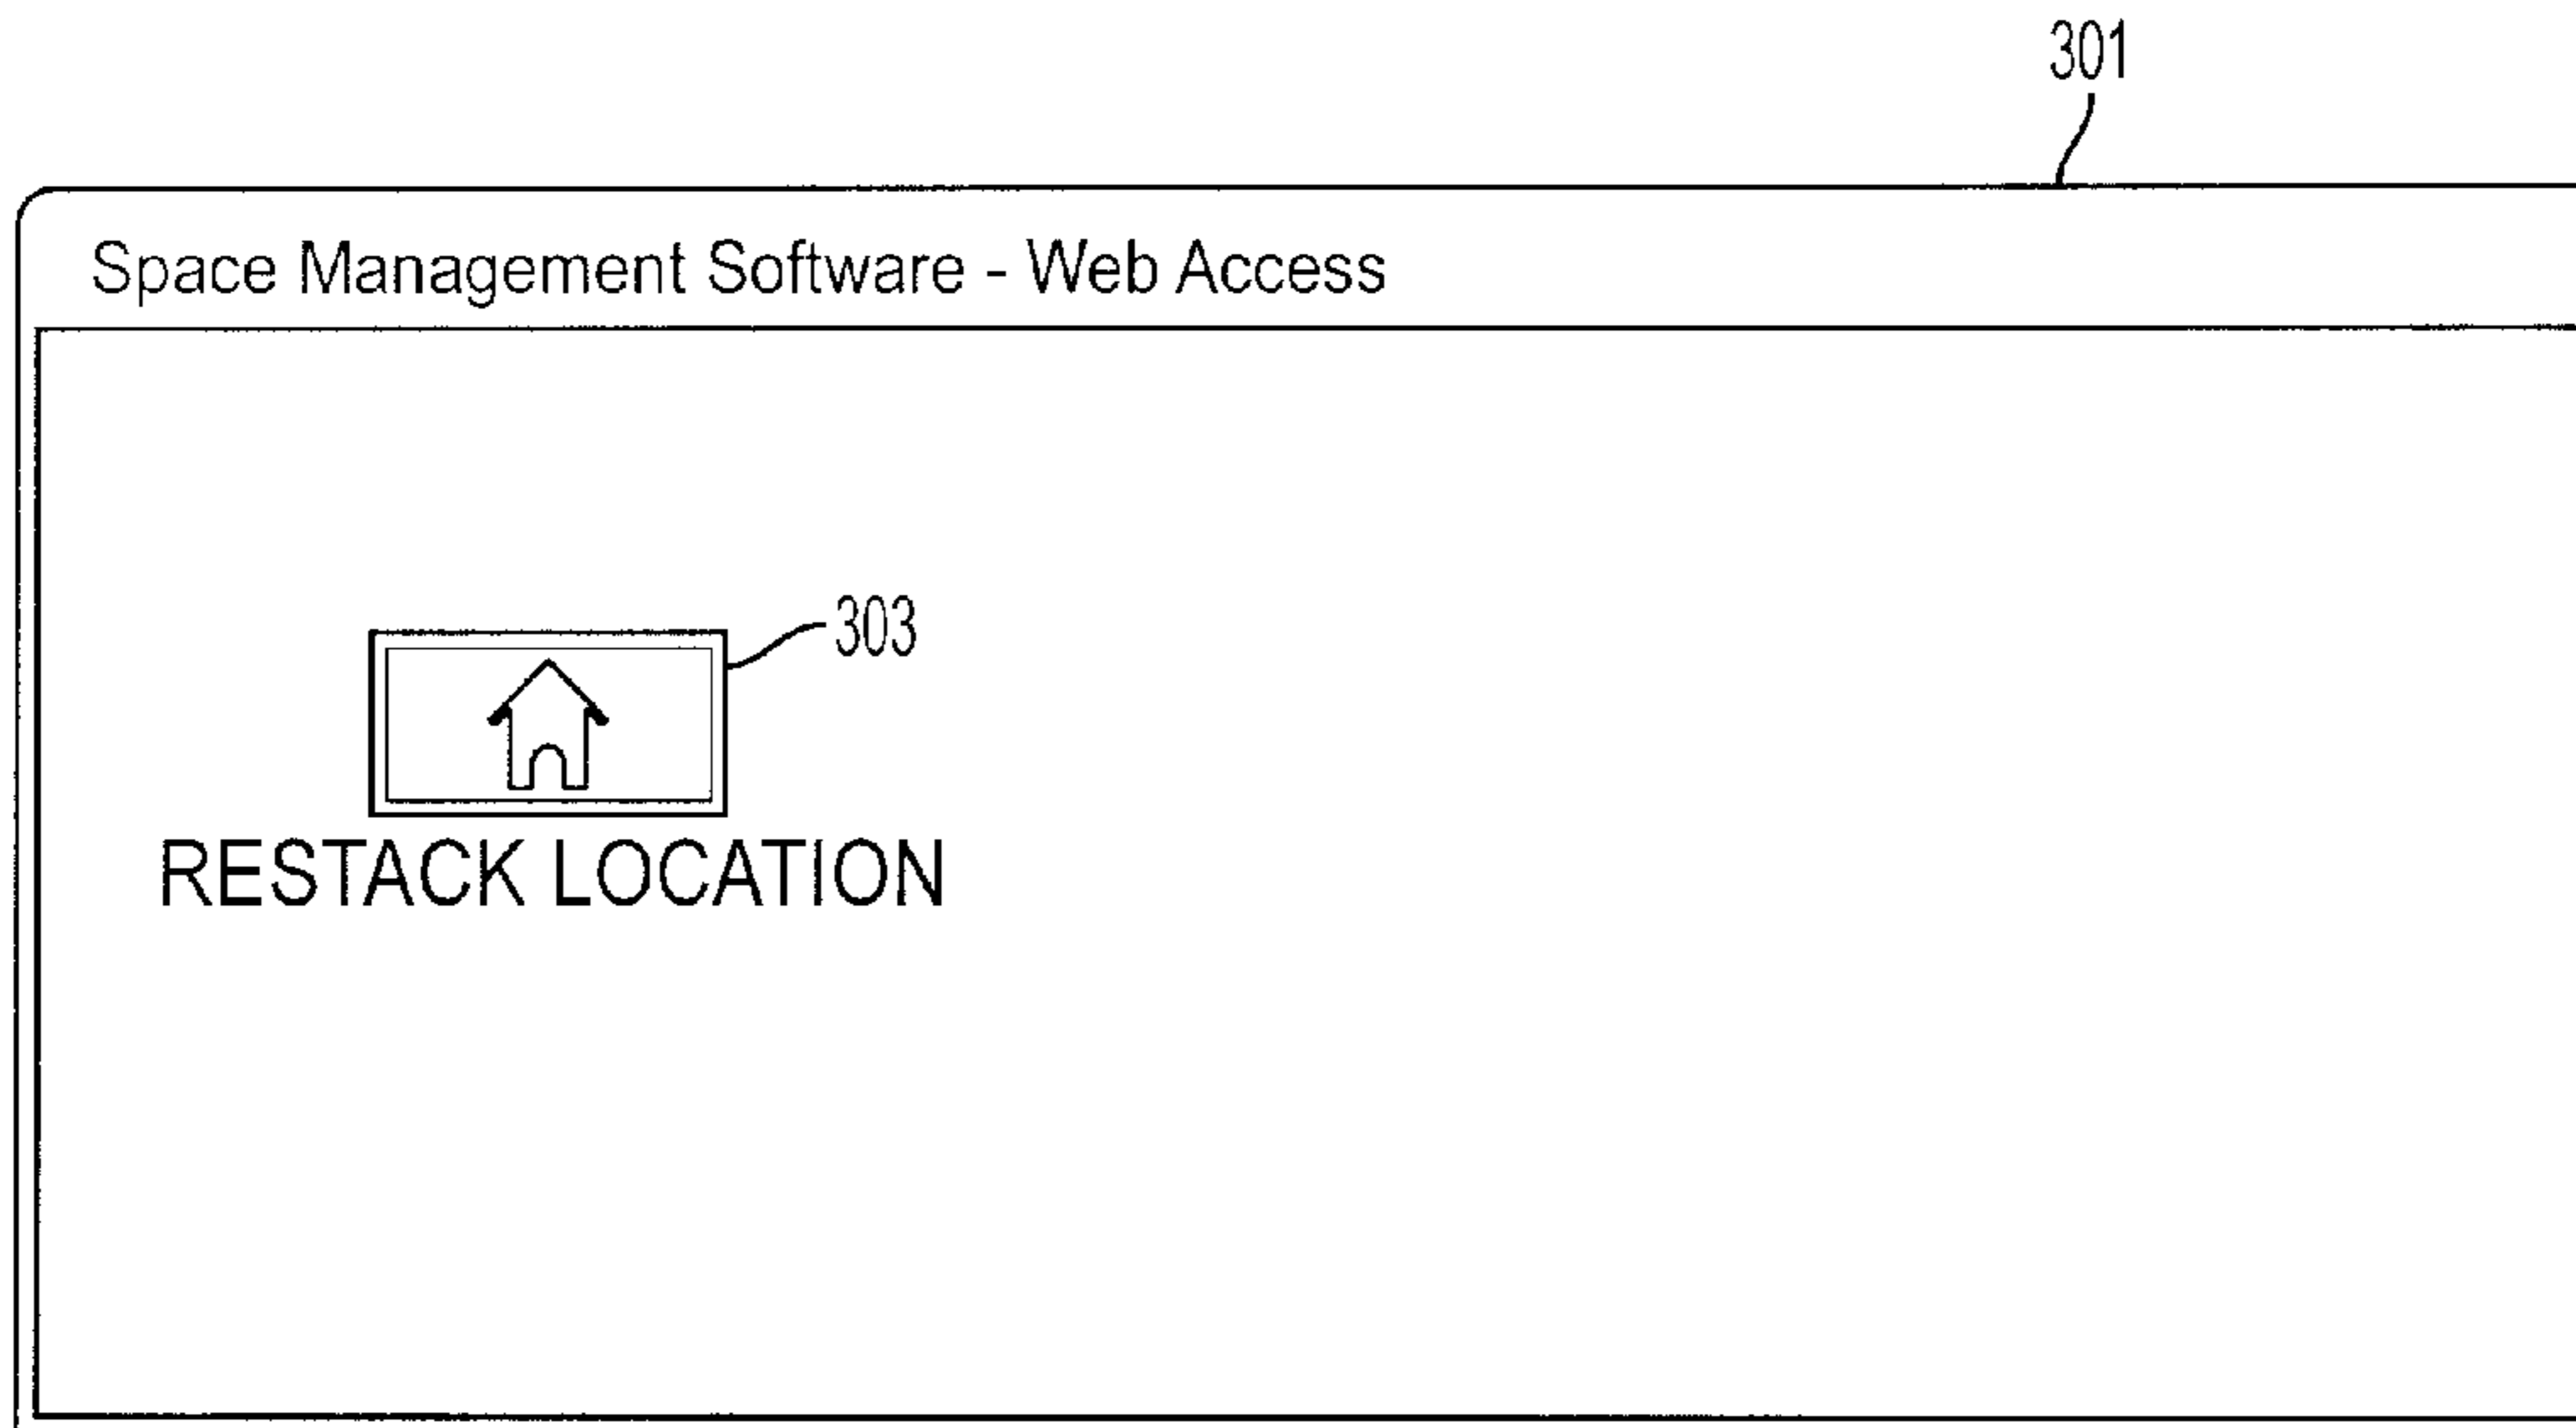 301
Space Management Software - Web Access
303
RESTACK LOCATION